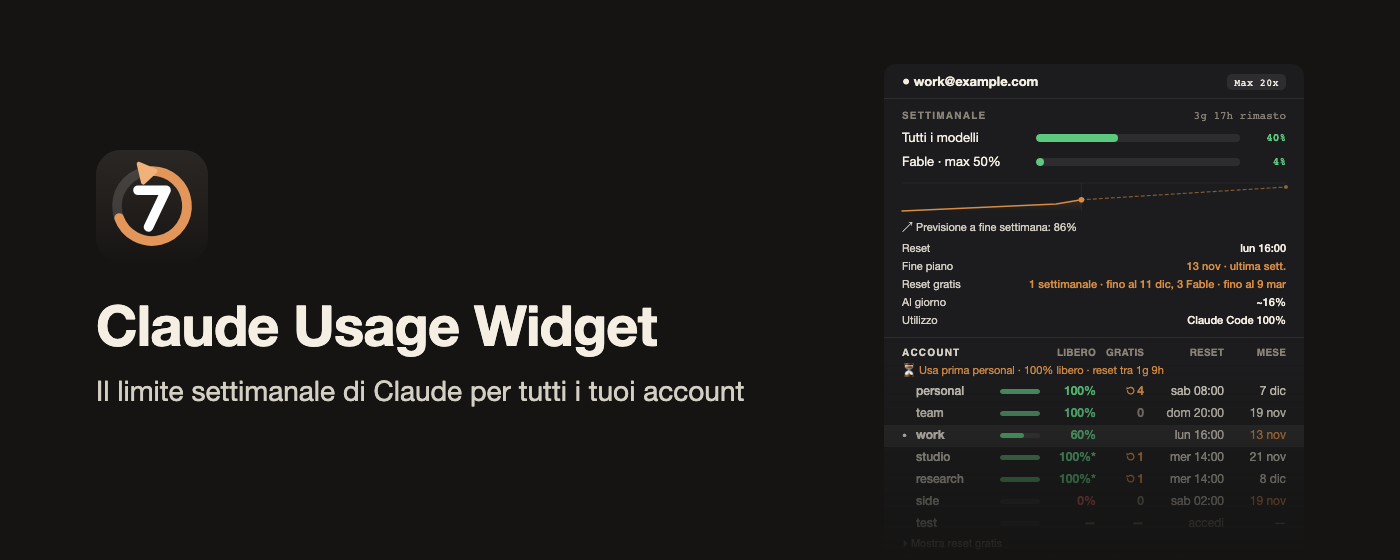 7
Claude Usage Widget
Il limite settimanale di Claude per tutti i tuoi account
• work@example.com Max 20x
SETTIMANALE 3g 17h rimasto
Tutti i modelli 40%
Fable · max 50% 4%
↗ Previsione a fine settimana: 86%
Reset lun 16:00
Fine piano 13 nov · ultima sett.
Reset gratis 1 settimanale · fino al 11 dic, 3 Fable · fino al 9 mar
Al giorno ~16%
Utilizzo Claude Code 100%
ACCOUNT LIBERO GRATIS RESET MESE
⏳ Usa prima personal · 100% libero · reset tra 1g 9h
personal 100% 4 sab 08:00 7 dic
team 100% 0 dom 20:00 19 nov
• work 60% lun 16:00 13 nov
studio 100%* 1 mer 14:00 21 nov
research 100%* 1 mer 14:00 8 dic
side 0% 0 sab 02:00 19 nov
test — — accedi —
Mostra reset gratis